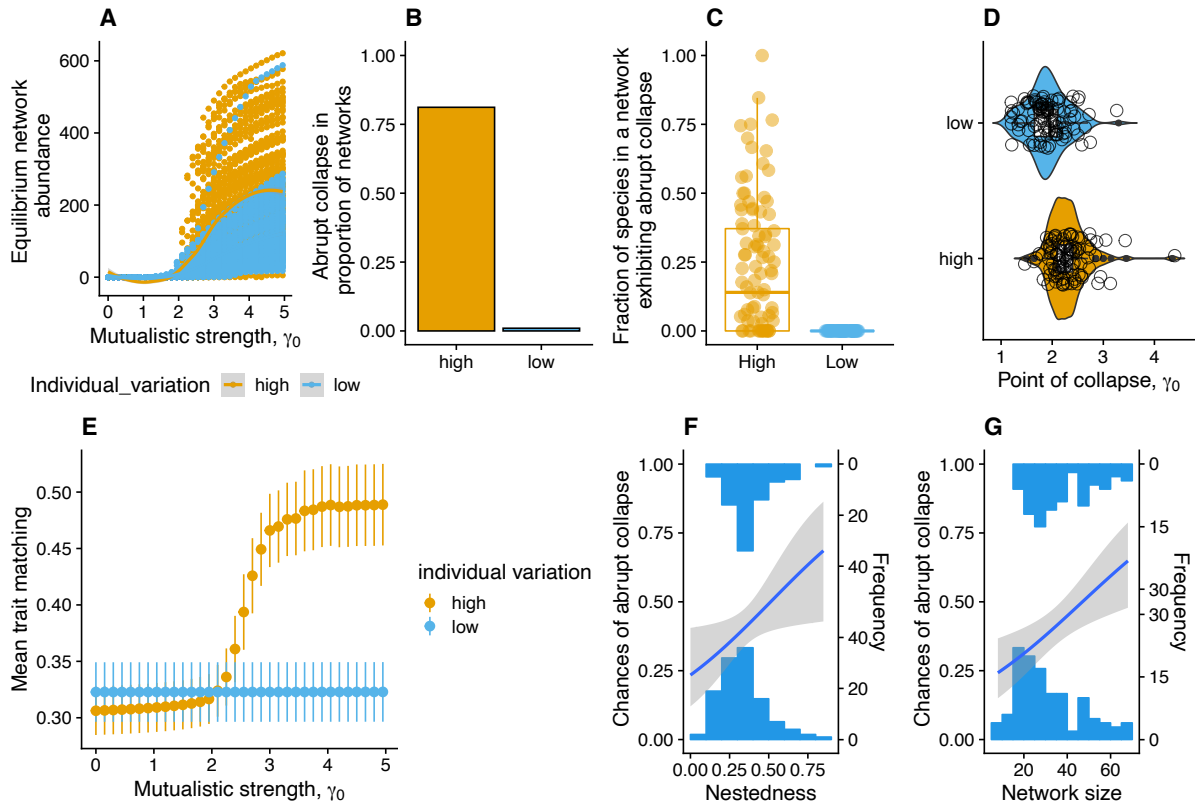 A
Equilibrium network
abundance
600
400
200
0
0 1 2 3 4 5
Mutualistic strength, γ0
B
Abrupt collapse in
proportion of networks
1.00
0.75
0.50
0.25
0.00
high low
C
Fraction of species in a network
exhibiting abrupt collapse
1.00
0.75
0.50
0.25
0.00
High Low
D
low
high
1 2 3 4
Point of collapse, γ0
Individual_variation high low
E
Mean trait matching
0.50
0.45
0.40
0.35
0.30
0 1 2 3 4 5
Mutualistic strength, γ0
individual variation
high
low
F
Chances of abrupt collapse
1.00
0.75
0.50
0.25
0.00
0.00 0.25 0.50 0.75
Nestedness
0
20
40
40
20
0
Frequency
G
Chances of abrupt collapse
1.00
0.75
0.50
0.25
0.00
20 40 60
Network size
0
15
30
30
15
0
Frequency